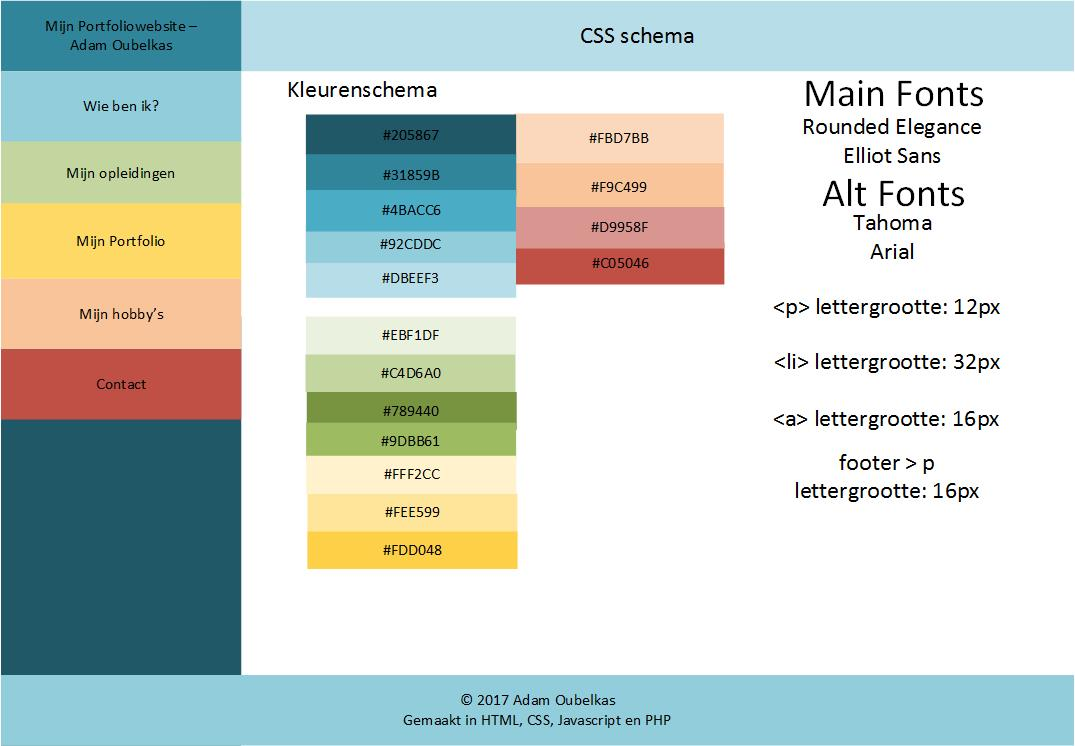 Mijn Portfoliowebsite –
Adam Oubelkas
CSS schema
Wie ben ik?
Mijn opleidingen
Mijn Portfolio
Mijn hobby's
Contact
Kleurenschema
#205867
#31859B
#4BACC6
#92CDDC
#DBEEF3
#EBF1DF
#C4D6A0
#789440
#9DBB61
#FFF2CC
#FEE599
#FDD048
#FBD7BB
#F9C499
#D9958F
#C05046
Main Fonts
Rounded Elegance
Elliot Sans
Alt Fonts
Tahoma
Arial
<p> lettergrootte: 12px
<li> lettergrootte: 32px
<a> lettergrootte: 16px
footer > p
lettergrootte: 16px
© 2017 Adam Oubelkas
Gemaakt in HTML, CSS, Javascript en PHP